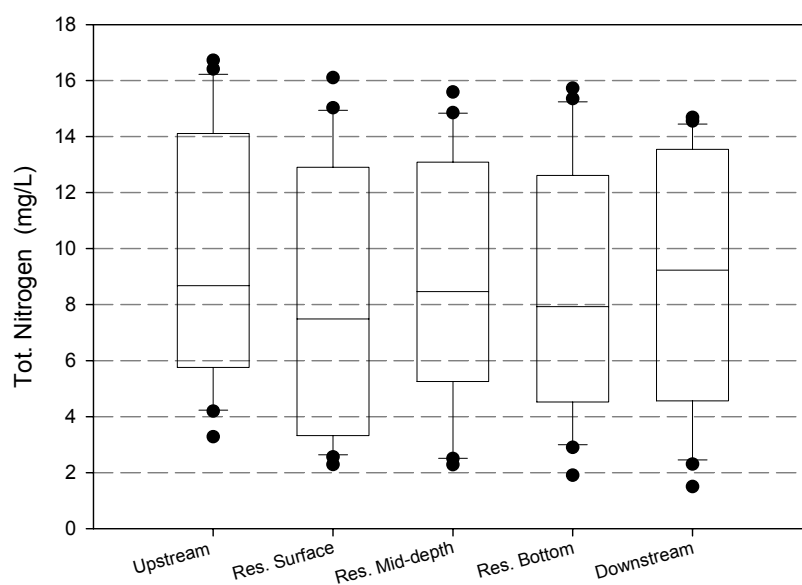 Tot. Nitrogen (mg/L)
18
16
14
12
10
8
6
4
2
0
Upstream
Res. Surface
Res. Mid-depth
Res. Bottom
Downstream